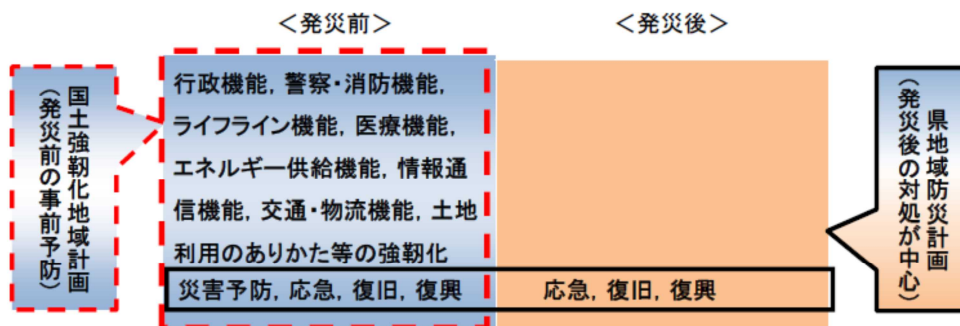 ＜発災前＞
＜発災後＞
国土強靱化地域計画
（発災前の事前予防）
行政機能，警察・消防機能，
ライフライン機能，医療機能，
エネルギー供給機能，情報通
信機能，交通・物流機能，土地
利用のありかた等の強靭化
災害予防，応急，復旧，復興
応急，復旧，復興
県地域防災計画
（発災後の対処が中心）